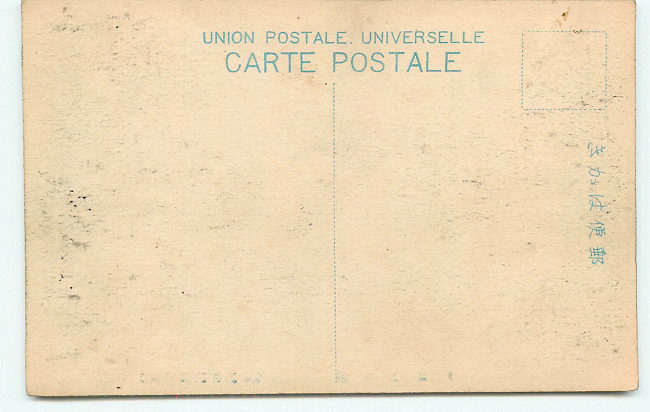 UNION POSTALE. UNIVERSELLE
CARTE POSTALE
きかは便郵